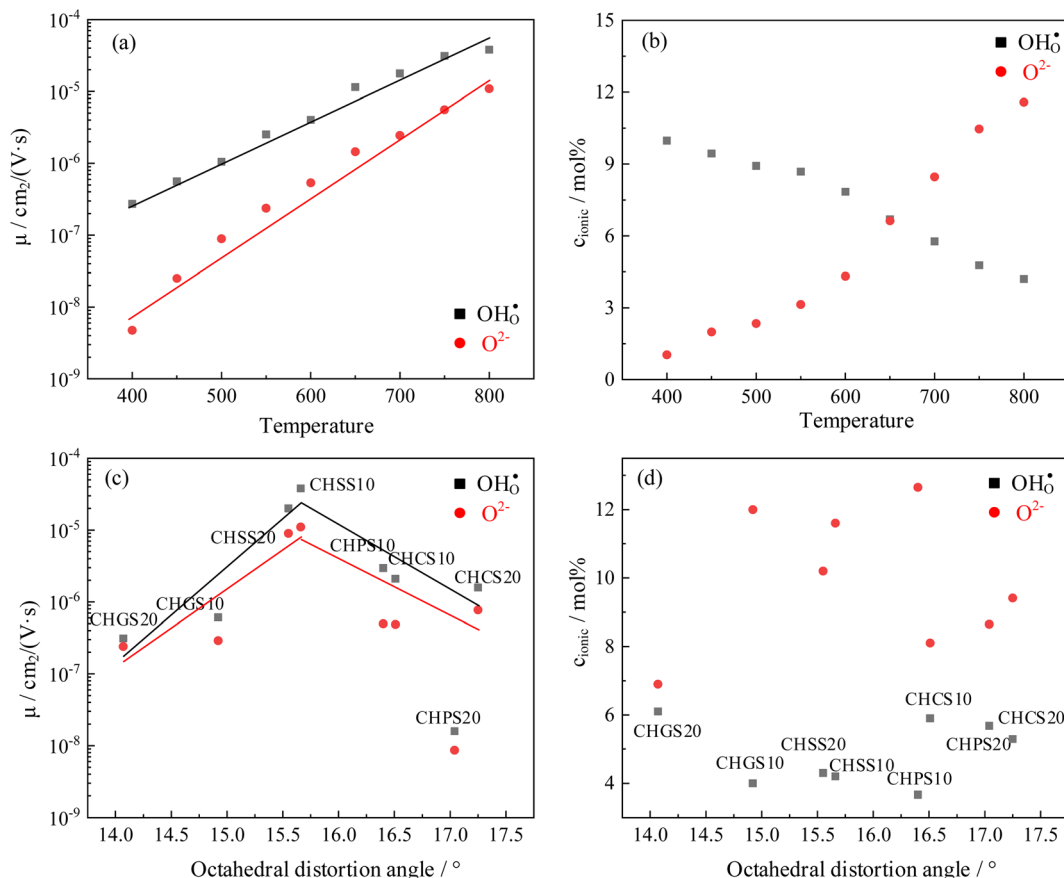 (a)
10⁻⁴
10⁻⁵
10⁻⁶
10⁻⁷
10⁻⁸
10⁻⁹
μ / cm₂/(V·s)
OH_O^•
O²⁻
400 500 600 700 800
Temperature
(b)
15
12
9
6
3
0
c_ionic / mol%
OH_O^•
O²⁻
400 500 600 700 800
Temperature
(c)
10⁻⁴
10⁻⁵
10⁻⁶
10⁻⁷
10⁻⁸
10⁻⁹
μ / cm₂/(V·s)
OH_O^•
O²⁻
CHSS10
CHSS20
CHPS10
CHCS10
CHCS20
CHGS10
CHGS20
CHPS20
14.0 14.5 15.0 15.5 16.0 16.5 17.0 17.5
Octahedral distortion angle / °
(d)
12
10
8
6
4
c_ionic / mol%
OH_O^•
O²⁻
CHGS20
CHGS10
CHSS20
CHSS10
CHPS10
CHCS10
CHPS20
CHCS20
14.0 14.5 15.0 15.5 16.0 16.5 17.0 17.5
Octahedral distortion angle / °